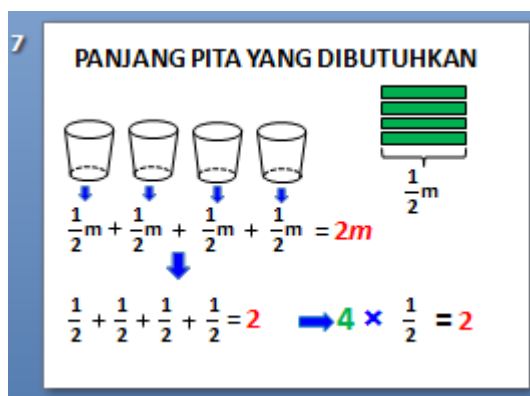 7
PANJANG PITA YANG DIBUTUHKAN
1/2 m
1/2 m + 1/2 m + 1/2 m + 1/2 m = 2m
1/2 + 1/2 + 1/2 + 1/2 = 2 ➡ 4 × 1/2 = 2